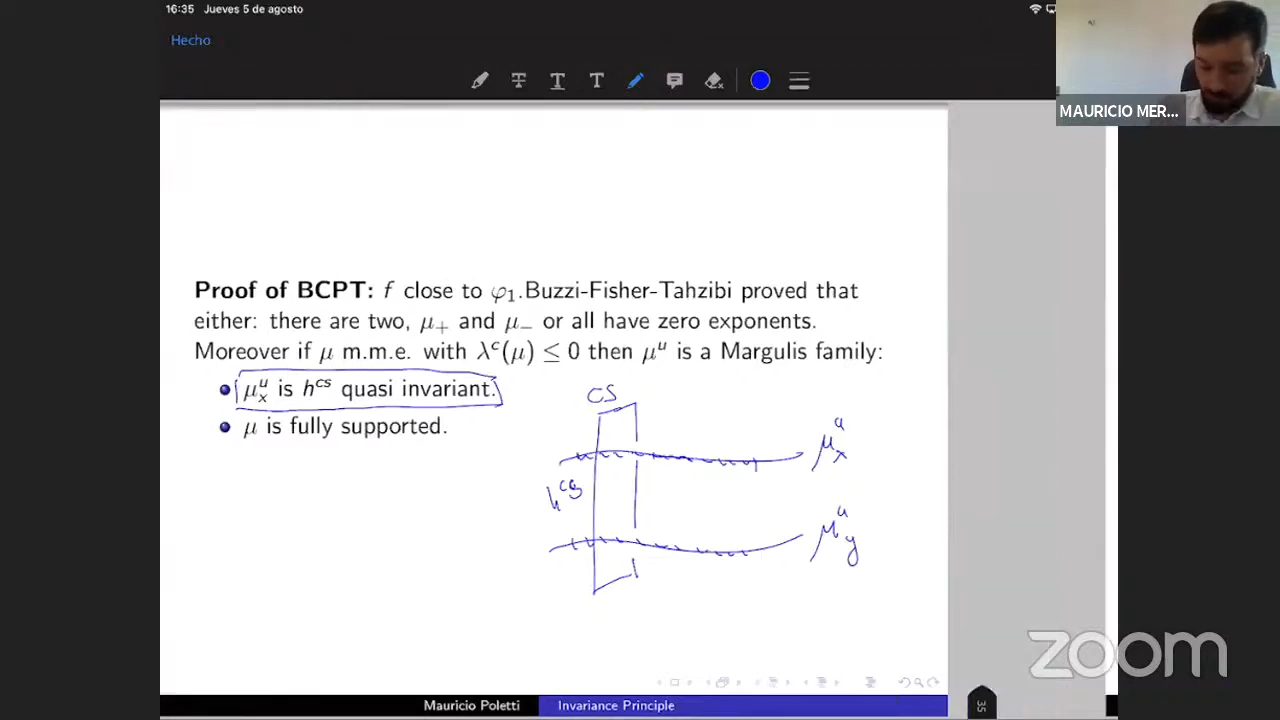 16:35 Jueves 5 de agosto
Hecho
MAURICIO MER...
Proof of BCPT: f close to φ₁.Buzzi-Fisher-Tahzibi proved that
either: there are two, μ₊ and μ₋ or all have zero exponents.
Moreover if μ m.m.e. with λᶜ(μ) ≤ 0 then μᵘ is a Margulis family:
• μᵘₓ is hᶜˢ quasi invariant.
• μ is fully supported.
CS
μᵘₓ
hᶜˢ
μᵘ_y
zoom
Mauricio Poletti Invariance Principle
35